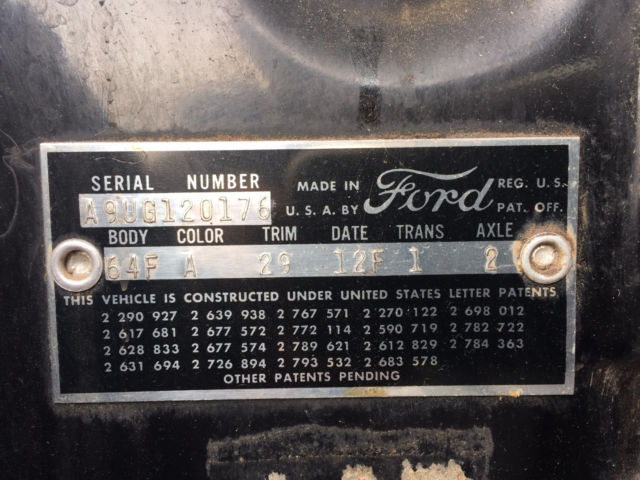 SERIAL NUMBER MADE IN Ford REG. U.S.
A9UG120176 U.S.A. BY PAT. OFF.
BODY COLOR TRIM DATE TRANS AXLE
64F A 29 12F 1 2
THIS VEHICLE IS CONSTRUCTED UNDER UNITED STATES LETTER PATENTS
2 290 927 2 639 938 2 767 571 2 270 122 2 698 012
2 617 681 2 677 572 2 772 114 2 590 719 2 782 722
2 628 833 2 677 574 2 789 621 2 612 829 2 784 363
2 631 694 2 726 894 2 793 532 2 683 578
OTHER PATENTS PENDING